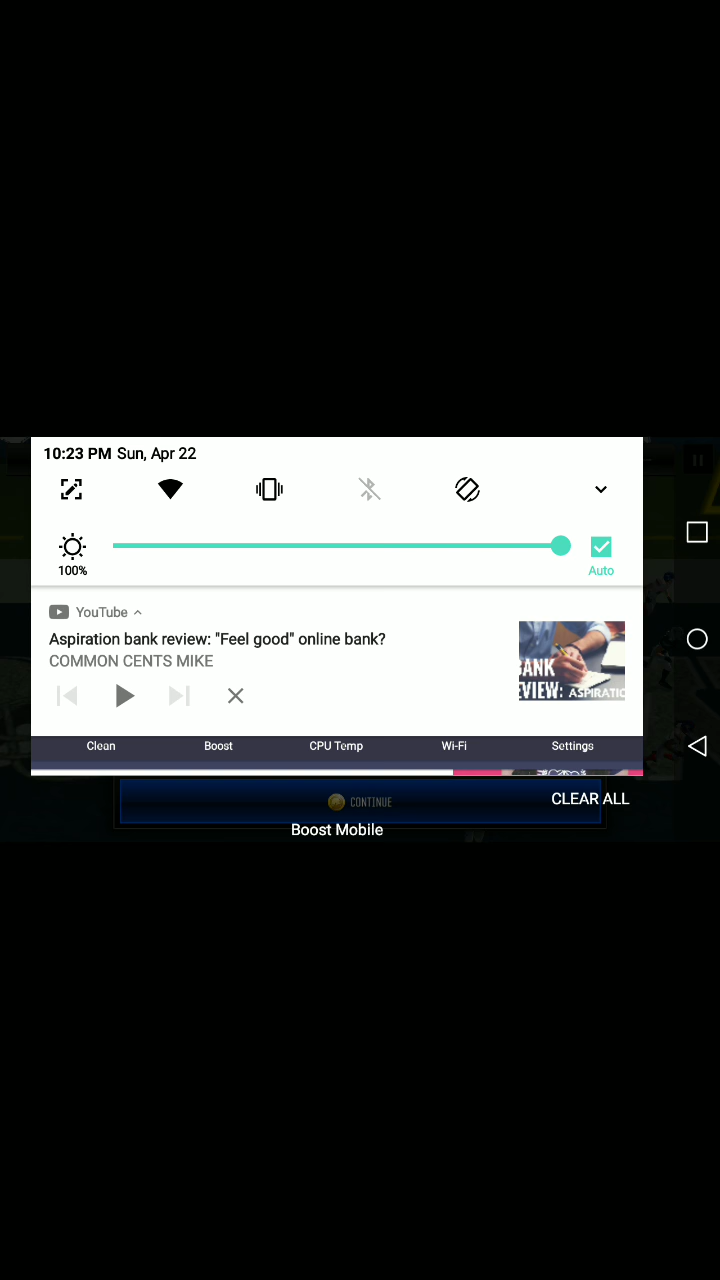 10:23 PM Sun, Apr 22
100%
Auto
YouTube
Aspiration bank review: "Feel good" online bank?
COMMON CENTS MIKE
BANK
EVIEW: ASPIRATIO
Clean Boost CPU Temp Wi-Fi Settings
CONTINUE
CLEAR ALL
Boost Mobile